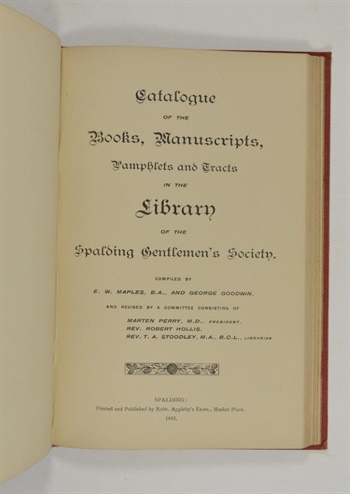 Catalogue
OF THE
Books, Manuscripts,
Pamphlets and Tracts
IN THE
Library
OF THE
Spalding Gentlemen's Society.
COMPILED BY
E. W. MAPLES, B.A., AND GEORGE GOODWIN,
AND REVISED BY A COMMITTEE CONSISTING OF
MARTEN PERRY, M.D., PRESIDENT,
REV. ROBERT HOLLIS,
REV. T. A. STOODLEY, M.A., B.C.L., LIBRARIAN.
SPALDING:
Printed and Published by Robt. Appleby's Exors., Market Place.